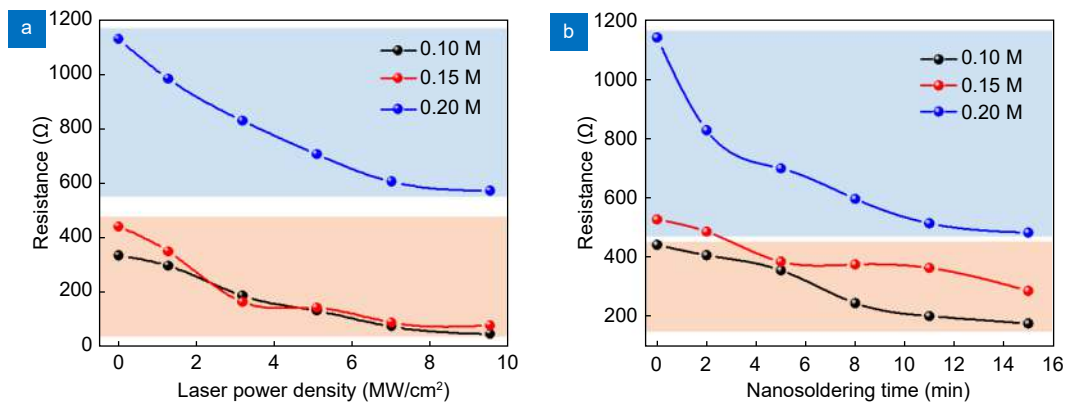 a
1200
1000
800
600
400
200
0
Resistance (Ω)
0.10 M
0.15 M
0.20 M
0 2 4 6 8 10
Laser power density (MW/cm²)
b
1200
1000
800
600
400
200
Resistance (Ω)
0.10 M
0.15 M
0.20 M
0 2 4 6 8 10 12 14 16
Nanosoldering time (min)